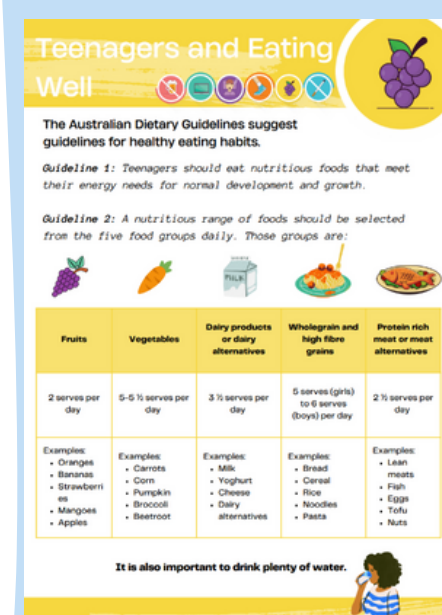 Teenagers and Eating
Well
The Australian Dietary Guidelines suggest
guidelines for healthy eating habits.
Guideline 1: Teenagers should eat nutritious foods that meet
their energy needs for normal development and growth.
Guideline 2: A nutritious range of foods should be selected
from the five food groups daily. Those groups are:
MILK
Fruits
Vegetables
Dairy products
or dairy
alternatives
Wholegrain and
high fibre
grains
Protein rich
meat or meat
alternatives
2 serves per
day
5-5 ½ serves per
day
3 ½ serves per
day
5 serves (girls)
to 6 serves
(boys) per day
2 ½ serves per
day
Examples:
• Oranges
• Bananas
• Strawberri
es
• Mangoes
• Apples
Examples:
• Carrots
• Corn
• Pumpkin
• Broccoli
• Beetroot
Examples:
• Milk
• Yoghurt
• Cheese
• Dairy
alternatives
Examples:
• Bread
• Cereal
• Rice
• Noodles
• Pasta
Examples:
• Lean
meats
• Fish
• Eggs
• Tofu
• Nuts
It is also important to drink plenty of water.